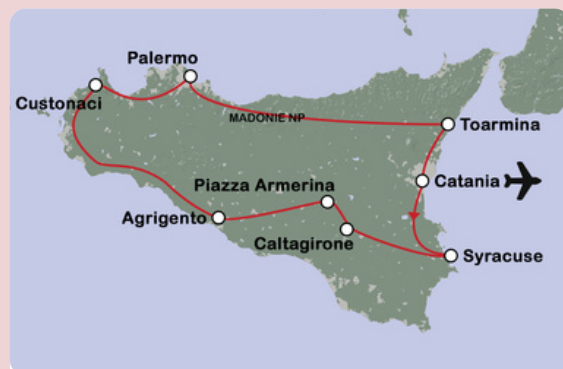 Palermo
Custonaci
MADONIE NP
Toarmina
Catania
Piazza Armerina
Agrigento
Caltagirone
Syracuse